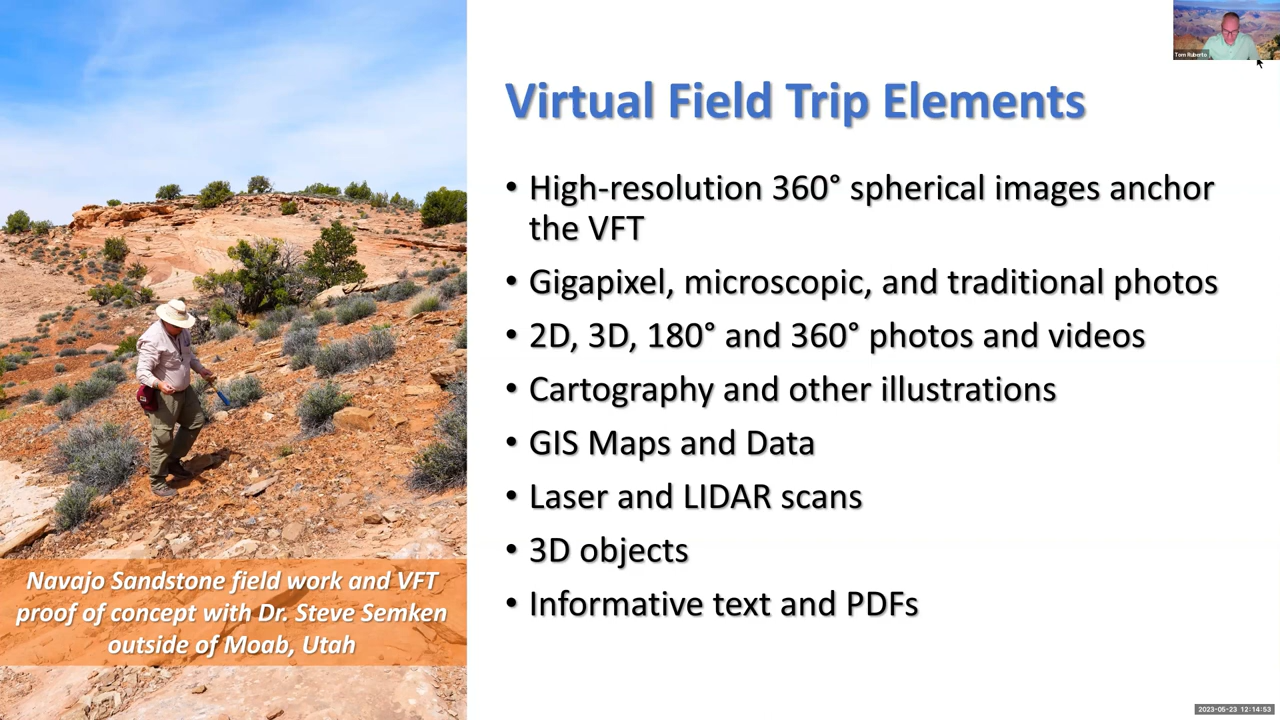 Tom Ruberto
Virtual Field Trip Elements
• High-resolution 360° spherical images anchor
the VFT
• Gigapixel, microscopic, and traditional photos
• 2D, 3D, 180° and 360° photos and videos
• Cartography and other illustrations
• GIS Maps and Data
• Laser and LIDAR scans
• 3D objects
• Informative text and PDFs
Navajo Sandstone field work and VFT
proof of concept with Dr. Steve Semken
outside of Moab, Utah
2023-05-23 12:14:53